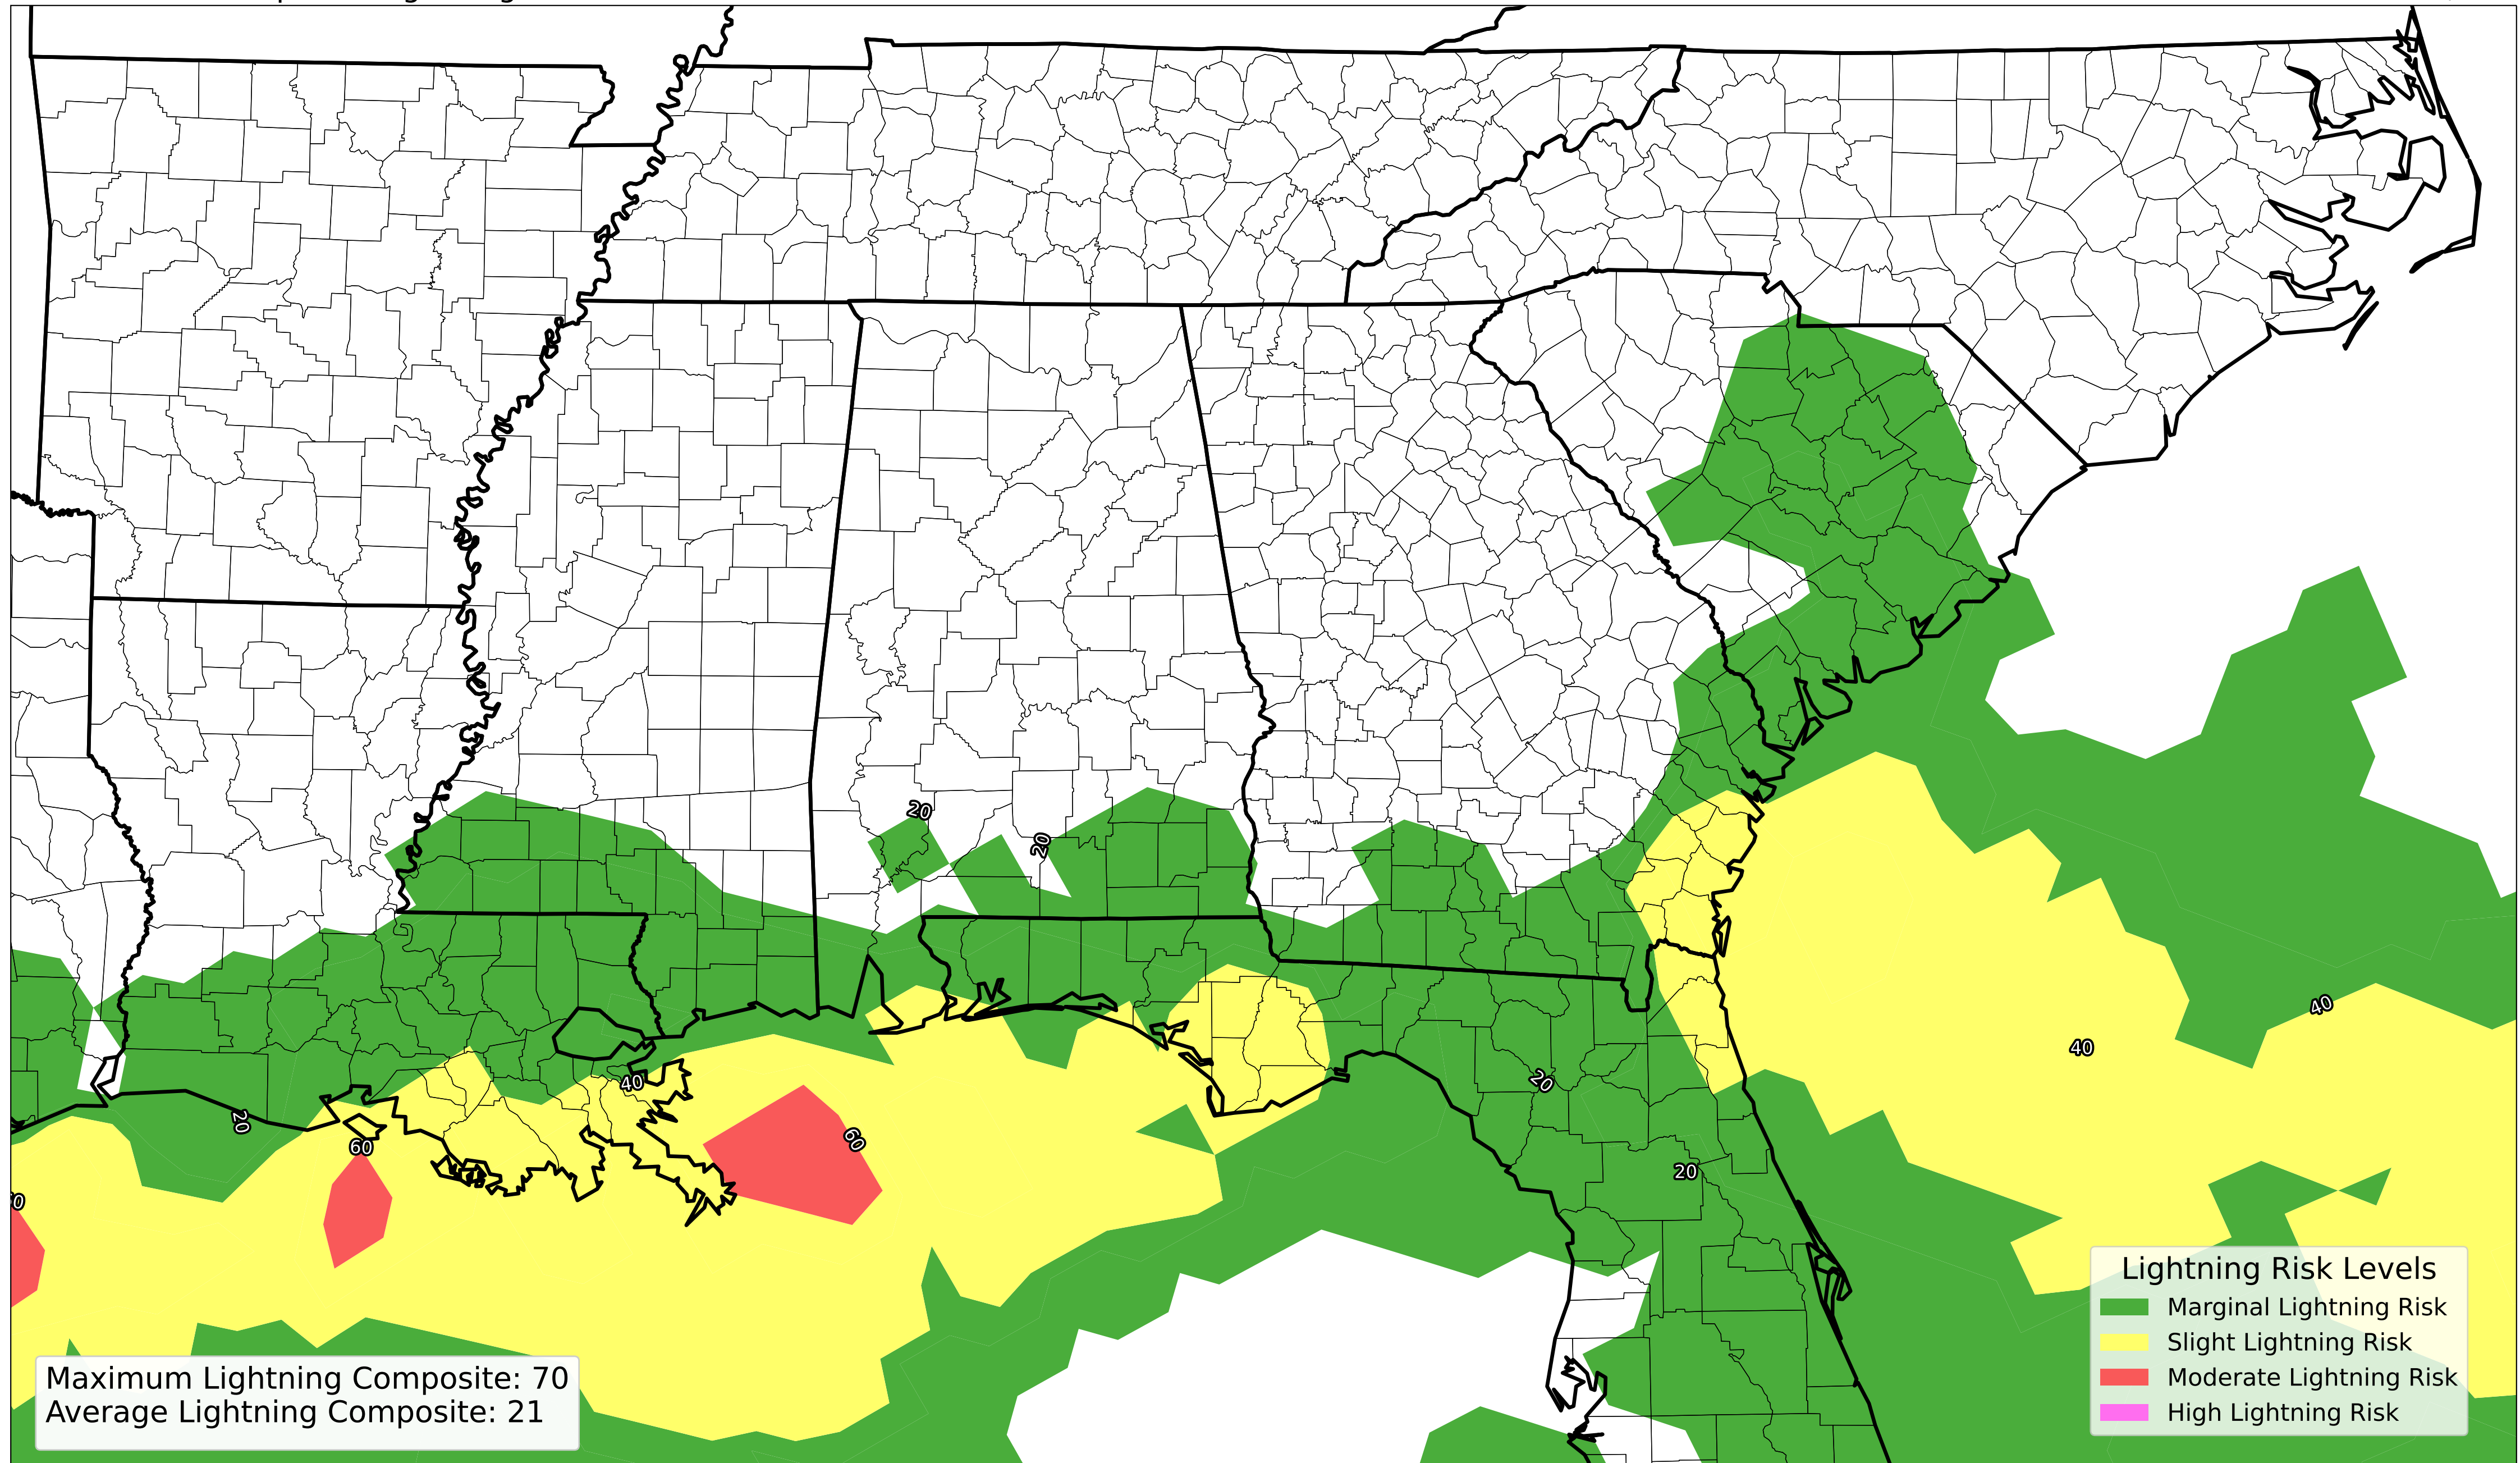 20
20
40
40
20
40
20
60
60
20
Maximum Lightning Composite: 70
Average Lightning Composite: 21
Lightning Risk Levels
Marginal Lightning Risk
Slight Lightning Risk
Moderate Lightning Risk
High Lightning Risk